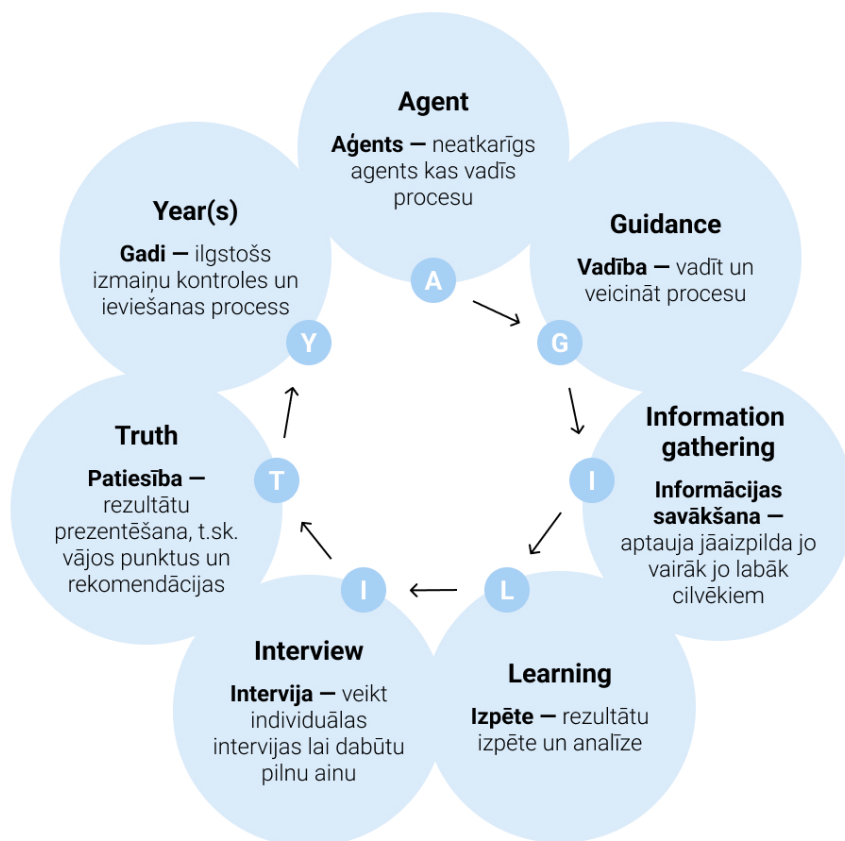 Agent
Aģents — neatkarīgs
agents kas vadīs
procesu
A
Guidance
Vadība — vadīt un
veicināt procesu
G
Information
gathering
Informācijas
savākšana —
aptauja jāaizpilda jo
vairāk jo labāk
cilvēkiem
I
Learning
Izpēte — rezultātu
izpēte un analīze
L
Interview
Intervija — veikt
individuālas
intervijas lai dabūtu
pilnu ainu
I
Truth
Patiesība —
rezultātu
prezentēšana, t.sk.
vājos punktus un
rekomendācijas
T
Year(s)
Gadi — ilgstošs
izmaiņu kontroles un
ieviešanas process
Y